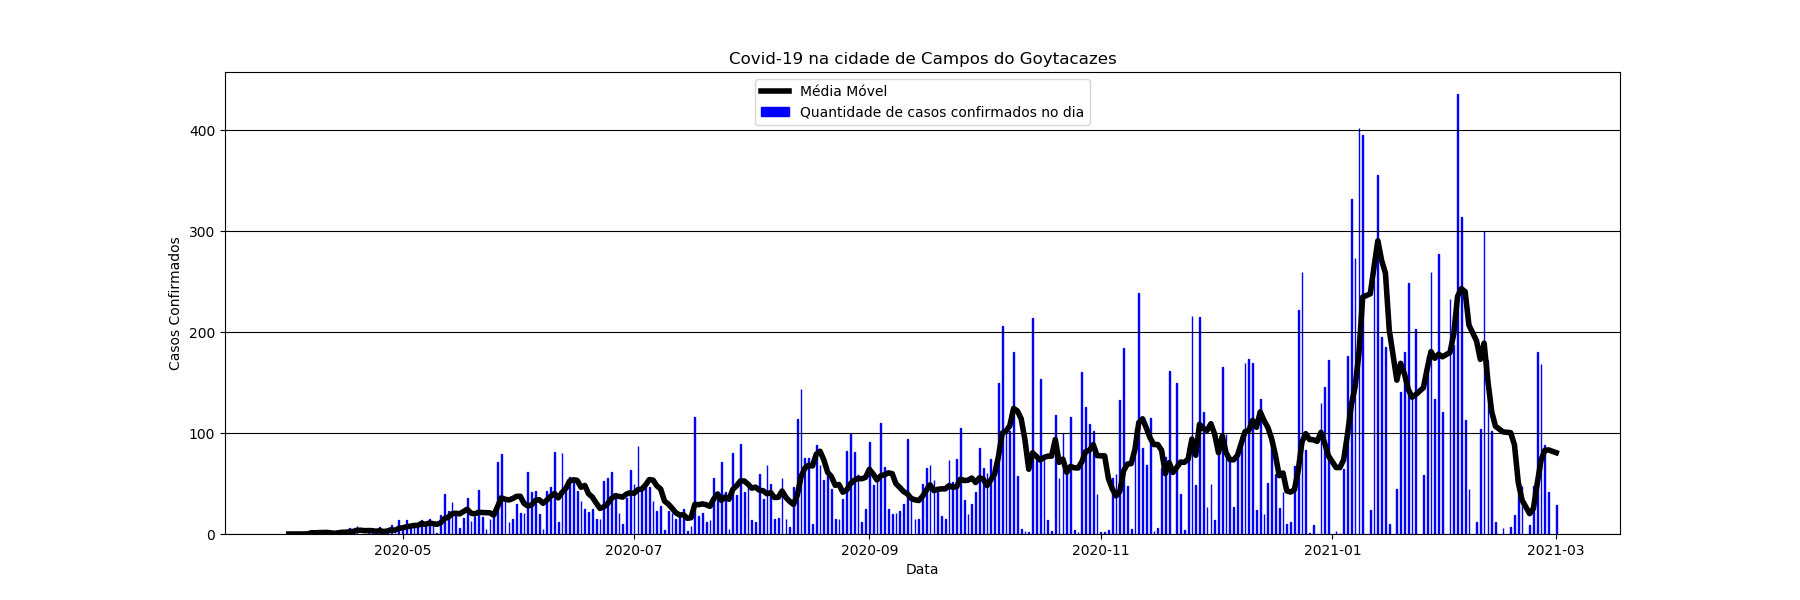 Covid-19 na cidade de Campos do Goytacazes
Média Móvel
Quantidade de casos confirmados no dia
Casos Confirmados
400
300
200
100
0
2020-05 2020-07 2020-09 2020-11 2021-01 2021-03
Data